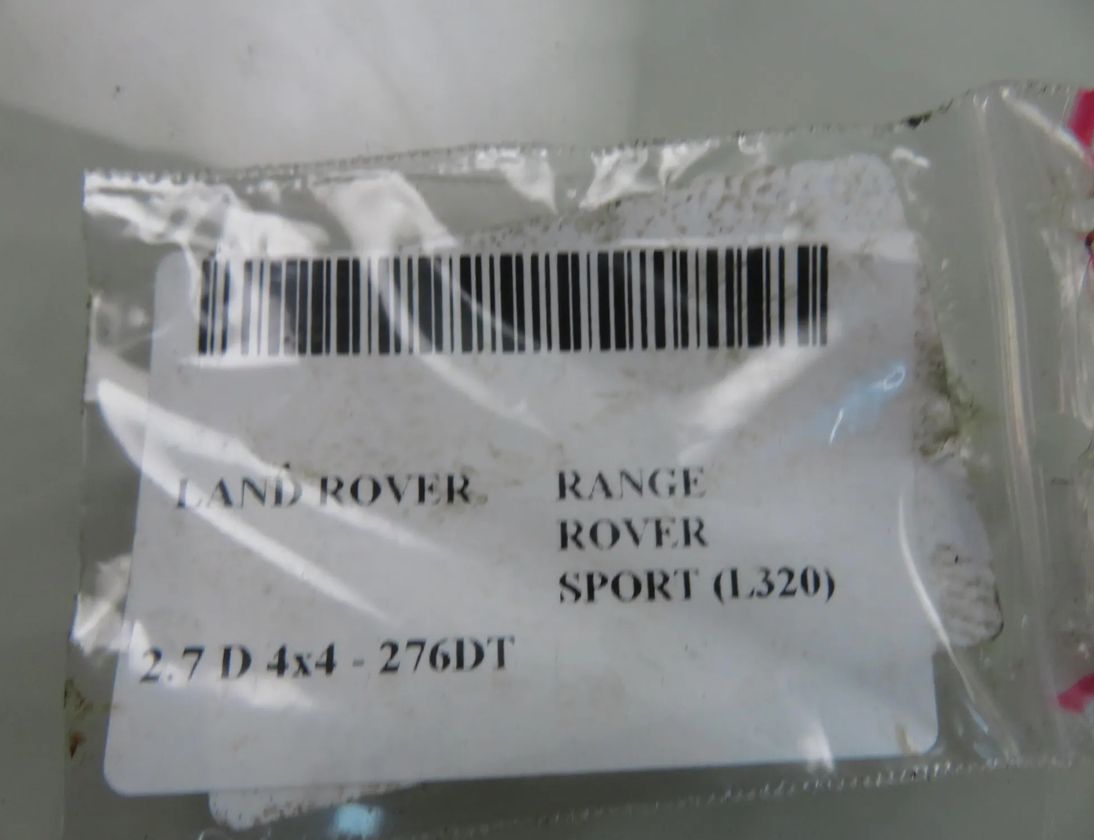 LAND ROVER RANGE
ROVER
SPORT (L320)
2.7 D 4x4 - 276DT